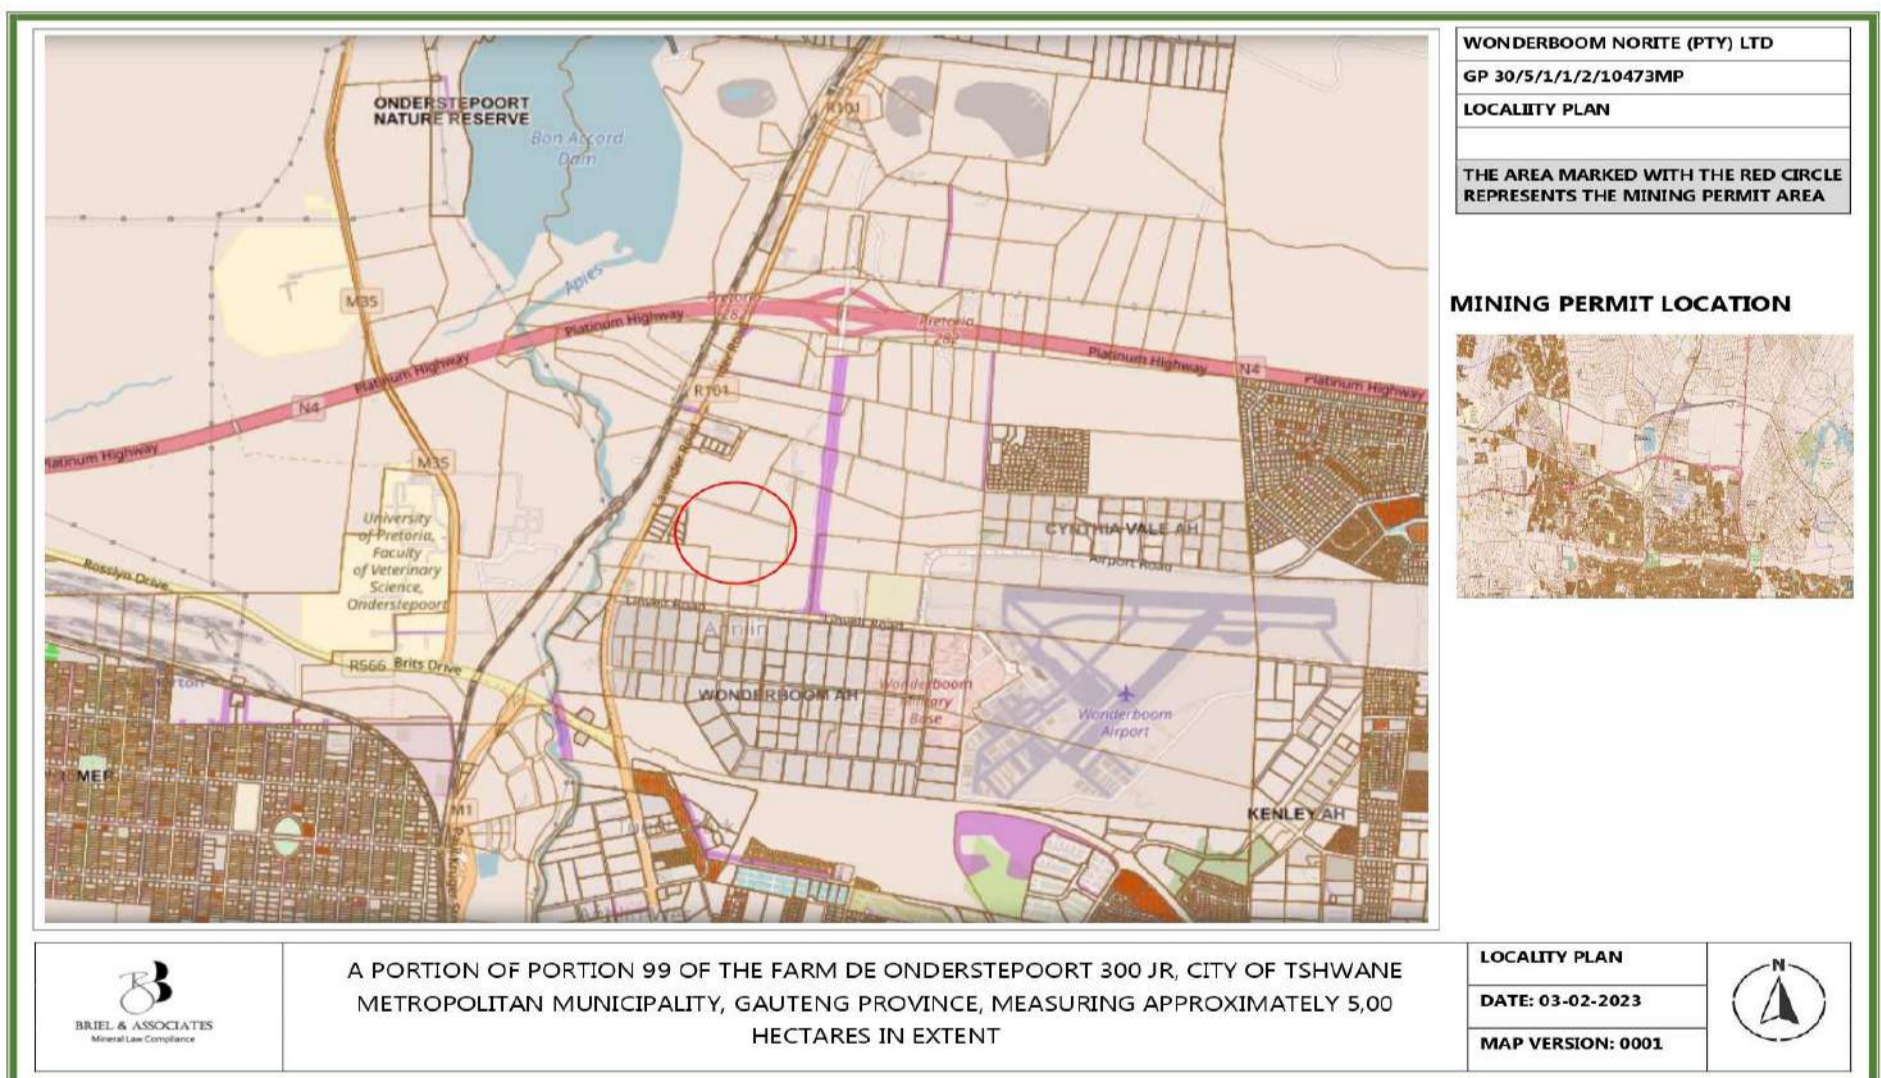 WONDERBOOM NORITE (PTY) LTD
GP 30/5/1/1/2/10473MP
LOCALIITY PLAN
THE AREA MARKED WITH THE RED CIRCLE
REPRESENTS THE MINING PERMIT AREA
MINING PERMIT LOCATION
ONDERSTEPOORT
NATURE RESERVE
Bon Accord
Dam
R101
Apies
M35
Platinum Highway
Pretoria
282
Platinum Highway
N4
Platinum Highway
Platinum Highway
N4
Platinum Highway
R101
Lavender Road
M35
University
of Pretoria,
Faculty
of Veterinary
Science,
Onderstepoort
CYNTHIA VALE AH
Airport Road
Rosslyn Drive
Linvelt Road
Linvelt Road
Annlin
R566
Brits Drive
WONDERBOOM AH
Wonderboom
Military
Base
Wonderboom
Airport
M1
KENLEY AH
BRIEL & ASSOCIATES
Mineral Law Compliance
A PORTION OF PORTION 99 OF THE FARM DE ONDERSTEPOORT 300 JR, CITY OF TSHWANE
METROPOLITAN MUNICIPALITY, GAUTENG PROVINCE, MEASURING APPROXIMATELY 5,00
HECTARES IN EXTENT
LOCALITY PLAN
DATE: 03-02-2023
MAP VERSION: 0001
N